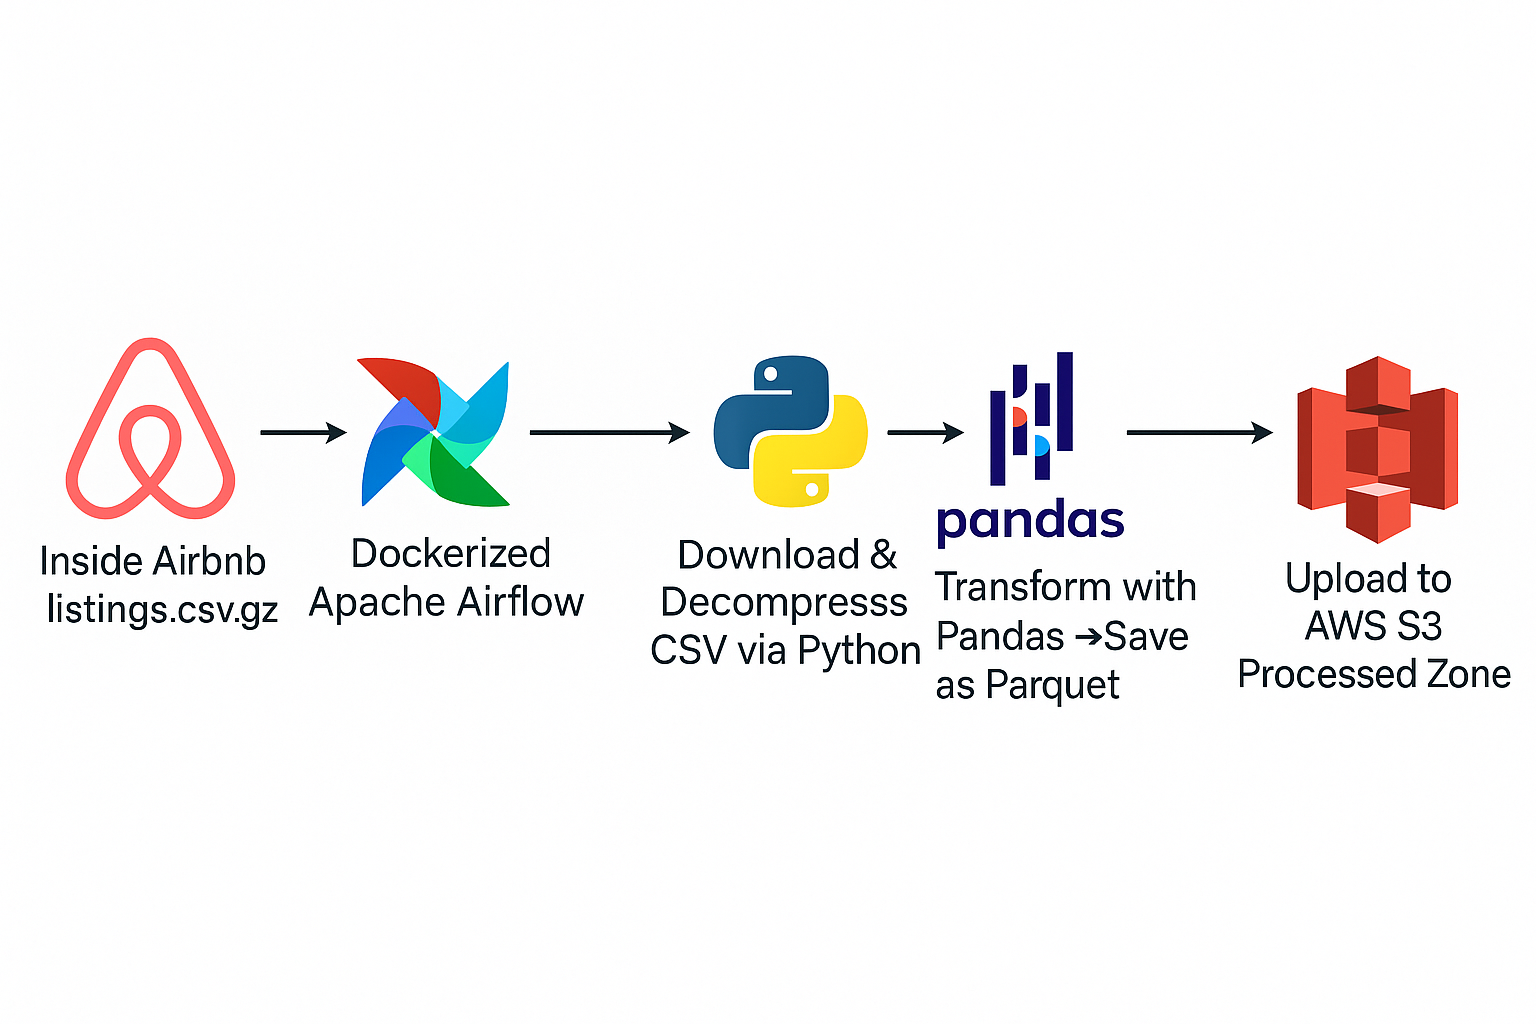 Inside Airbnb
listings.csv.gz
Dockerized
Apache Airflow
Download &
Decompresss
CSV via Python
pandas
Transform with
Pandas →Save
as Parquet
Upload to
AWS S3
Processed Zone